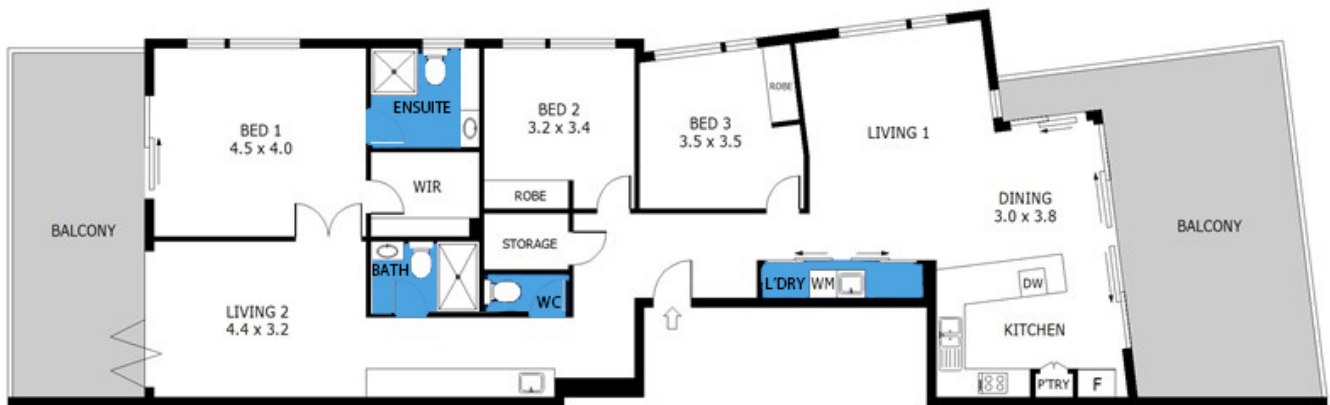 BALCONY
BED 1
4.5 x 4.0
ENSUITE
WIR
BED 2
3.2 x 3.4
ROBE
BED 3
3.5 x 3.5
ROBE
LIVING 1
DINING
3.0 x 3.8
BALCONY
STORAGE
BATH
WC
LIVING 2
4.4 x 3.2
L'DRY
WM
DW
KITCHEN
P'TRY
F